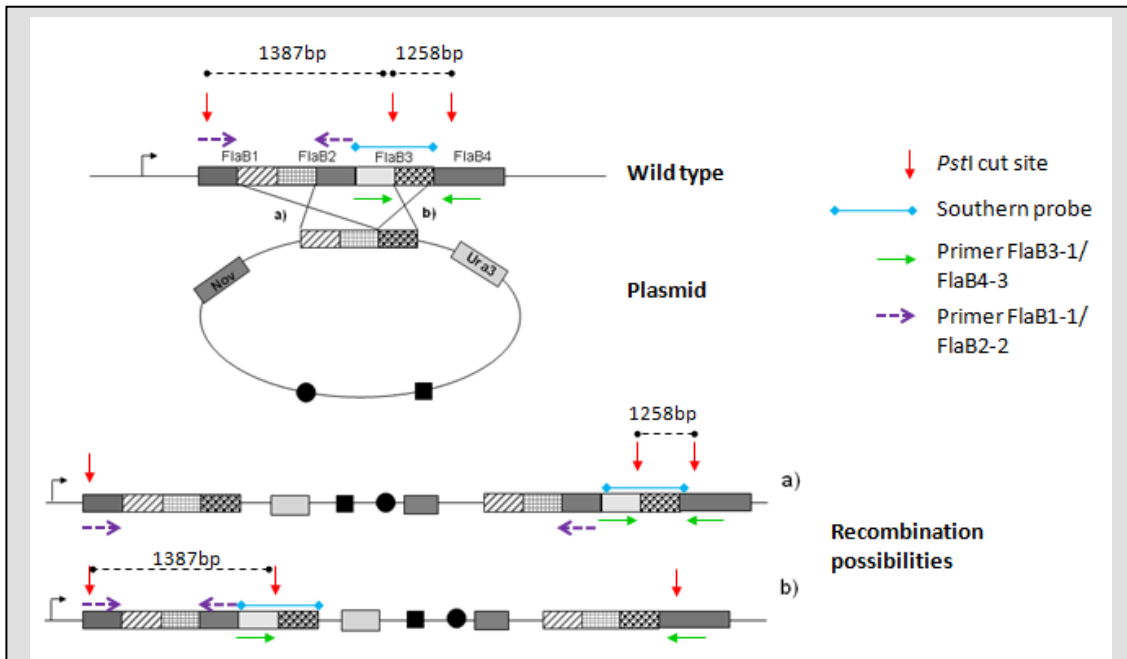 1387bp 1258bp
FlaB1 FlaB2 FlaB3 FlaB4
Wild type
a) b)
Nov Ura3
Plasmid
PstI cut site
Southern probe
Primer FlaB3-1/
FlaB4-3
Primer FlaB1-1/
FlaB2-2
1258bp
a)
Recombination
possibilities
1387bp
b)